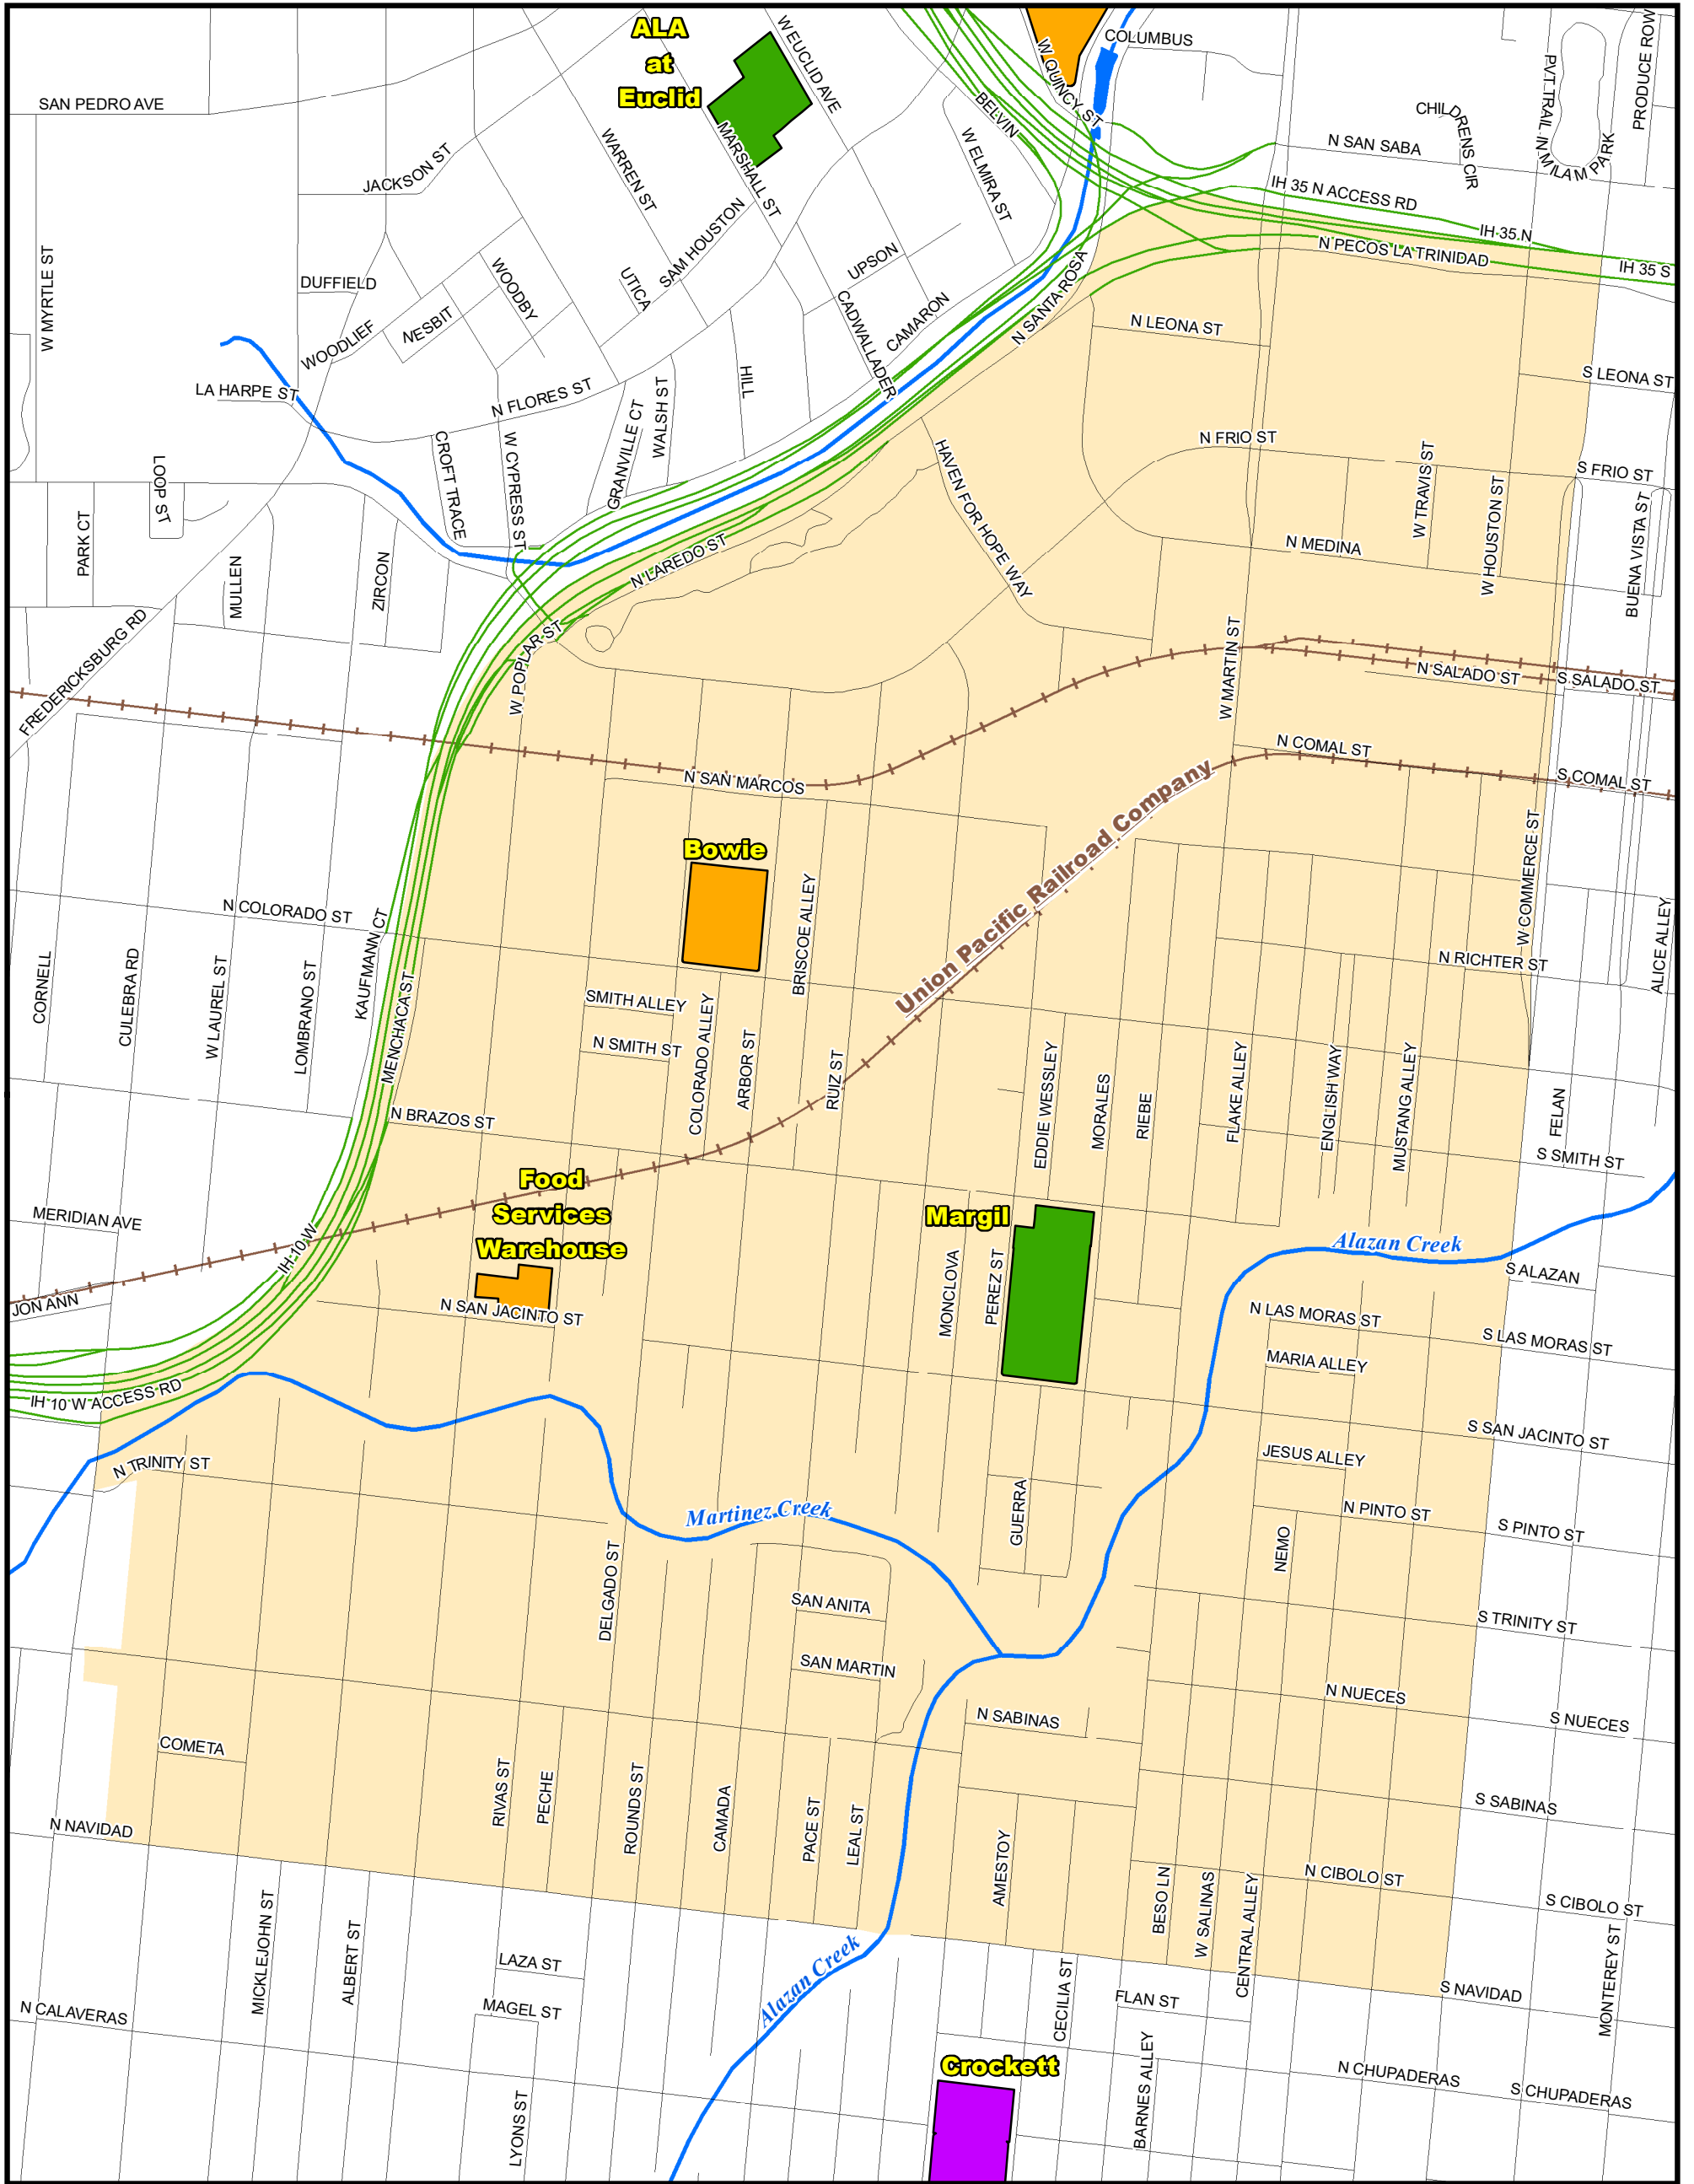 ALA
at
Euclid
W EUCLID AVE
W QUINCY ST
COLUMBUS
PVT TRAIL IN MILAM PARK
PRODUCE ROW
SAN PEDRO AVE
BELVIN
CHILDRENS CIR
N SAN SABA
JACKSON ST
WARREN ST
MARSHALL ST
W ELMIRA ST
IH 35 N ACCESS RD
SAM HOUSTON
IH 35 N
N PECOS LA TRINIDAD
IH 35 S
W MYRTLE ST
DUFFIELD
WOODBY
UTICA
UPSON
N SANTA ROSA
WOODLIEF
NESBIT
CADWALLADER
CAMARON
N LEONA ST
S LEONA ST
LA HARPE ST
N FLORES ST
HILL
WALSH ST
GRANVILLE CT
CROFT TRACE
W CYPRESS ST
HAVEN FOR HOPE WAY
N FRIO ST
W TRAVIS ST
S FRIO ST
LOOP ST
PARK CT
MULLEN
ZIRCON
N LAREDO ST
N MEDINA
W HOUSTON ST
BUENA VISTA ST
FREDERICKSBURG RD
W POPLAR ST
W MARTIN ST
N SALADO ST
S SALADO ST
N SAN MARCOS
N COMAL ST
S COMAL ST
Union Pacific Railroad Company
Bowie
BRISCOE ALLEY
W COMMERCE ST
N COLORADO ST
KAUFMANN CT
N RICHTER ST
ALICE ALLEY
CORNELL
CULEBRA RD
W LAUREL ST
LOMBRANO ST
MENCHACA ST
SMITH ALLEY
N SMITH ST
COLORADO ALLEY
ARBOR ST
RUIZ ST
EDDIE WESSLEY
MORALES
RIEBE
FLAKE ALLEY
ENGLISH WAY
MUSTANG ALLEY
FELAN
N BRAZOS ST
S SMITH ST
Food
Services
Warehouse
Margil
MERIDIAN AVE
IH 10 W
Alazan Creek
S ALAZAN
JON ANN
N SAN JACINTO ST
MONCLOVA
PEREZ ST
N LAS MORAS ST
S LAS MORAS ST
MARIA ALLEY
IH 10 W ACCESS RD
S SAN JACINTO ST
N TRINITY ST
JESUS ALLEY
Martinez Creek
GUERRA
N PINTO ST
S PINTO ST
NEMO
DELGADO ST
SAN ANITA
S TRINITY ST
SAN MARTIN
N NUECES
S NUECES
N SABINAS
COMETA
S SABINAS
RIVAS ST
PECHE
ROUNDS ST
CAMADA
PACE ST
LEAL ST
AMESTOY
N NAVIDAD
N CIBOLO ST
S CIBOLO ST
BESO LN
W SALINAS
CENTRAL ALLEY
MICKLEJOHN ST
ALBERT ST
LAZA ST
Alazan Creek
CECILIA ST
FLAN ST
S NAVIDAD
MONTEREY ST
N CALAVERAS
MAGEL ST
Crockett
BARNES ALLEY
N CHUPADERAS
S CHUPADERAS
LYONS ST